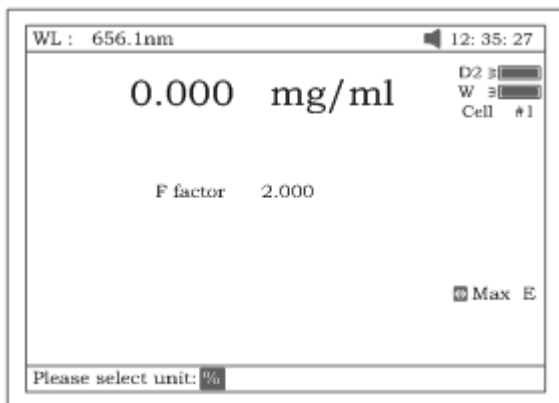 WL : 656.1nm 12: 35: 27
0.000 mg/ml
D2
W
Cell #1
F factor 2.000
Max E
Please select unit: %